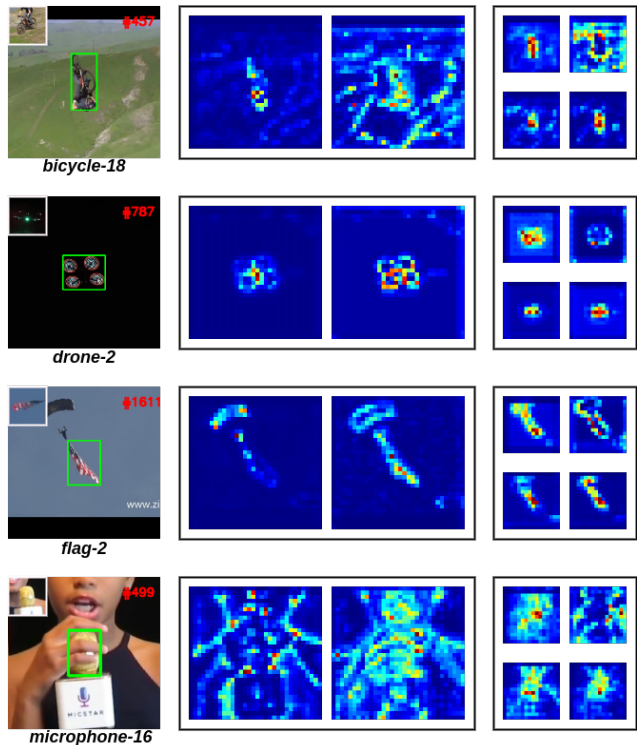 #457
bicycle-18
#787
drone-2
#1611
www.zi
flag-2
#499
MICSTAR
microphone-16